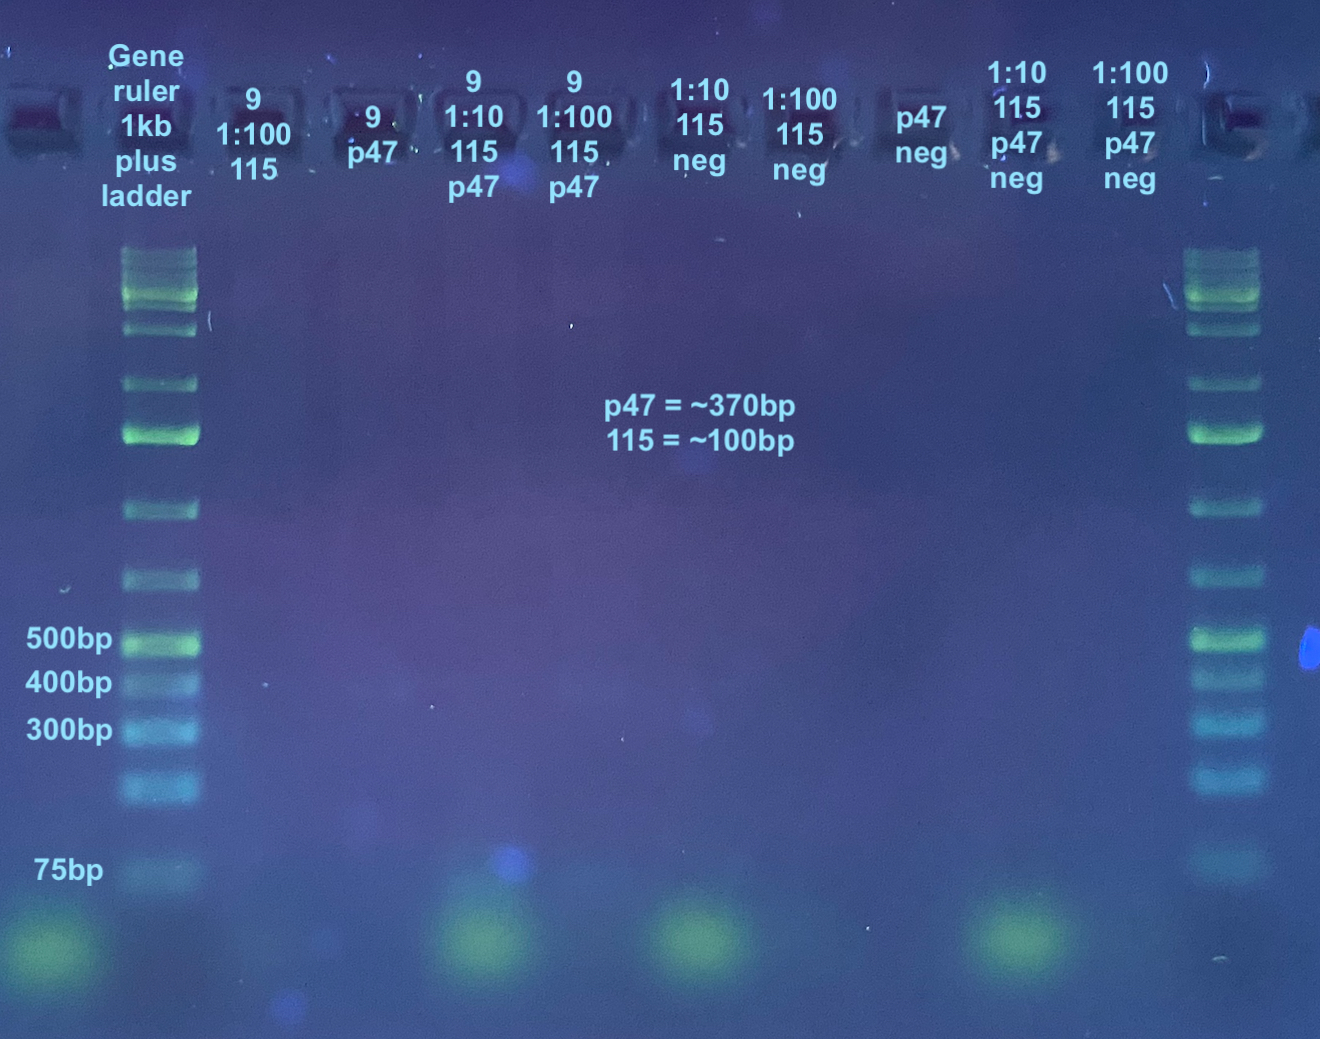 Gene
ruler
1kb
plus
ladder
9
1:100
115
9
p47
9
1:10
115
p47
9
1:100
115
p47
1:10
115
neg
1:100
115
neg
p47
neg
1:10
115
p47
neg
1:100
115
p47
neg
p47 = ~370bp
115 = ~100bp
500bp
400bp
300bp
75bp